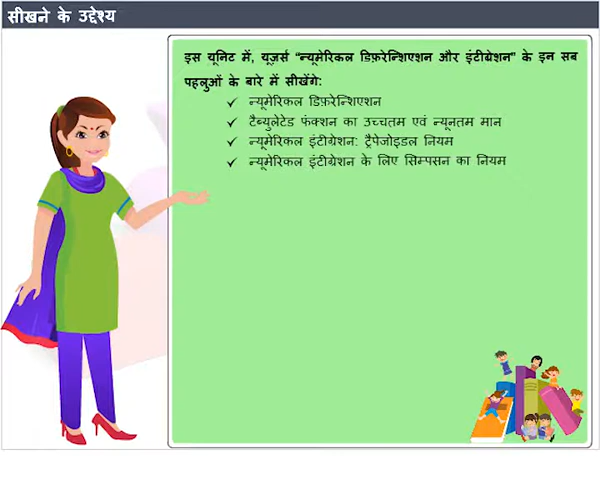 सीखने के उद्देश्य
इस यूनिट में, यूज़र्स “न्यूमेरिकल डिफ़रेन्शिएशन और इंटीग्रेशन” के इन सब
पहलुओं के बारे में सीखेंगे:
✓ न्यूमेरिकल डिफ़रेन्शिएशन
✓ टैब्युलेटेड फंक्शन का उच्चतम एवं न्यूनतम मान
✓ न्यूमेरिकल इंटीग्रेशन: ट्रैपेजोइडल नियम
✓ न्यूमेरिकल इंटीग्रेशन के लिए सिम्पसन का नियम